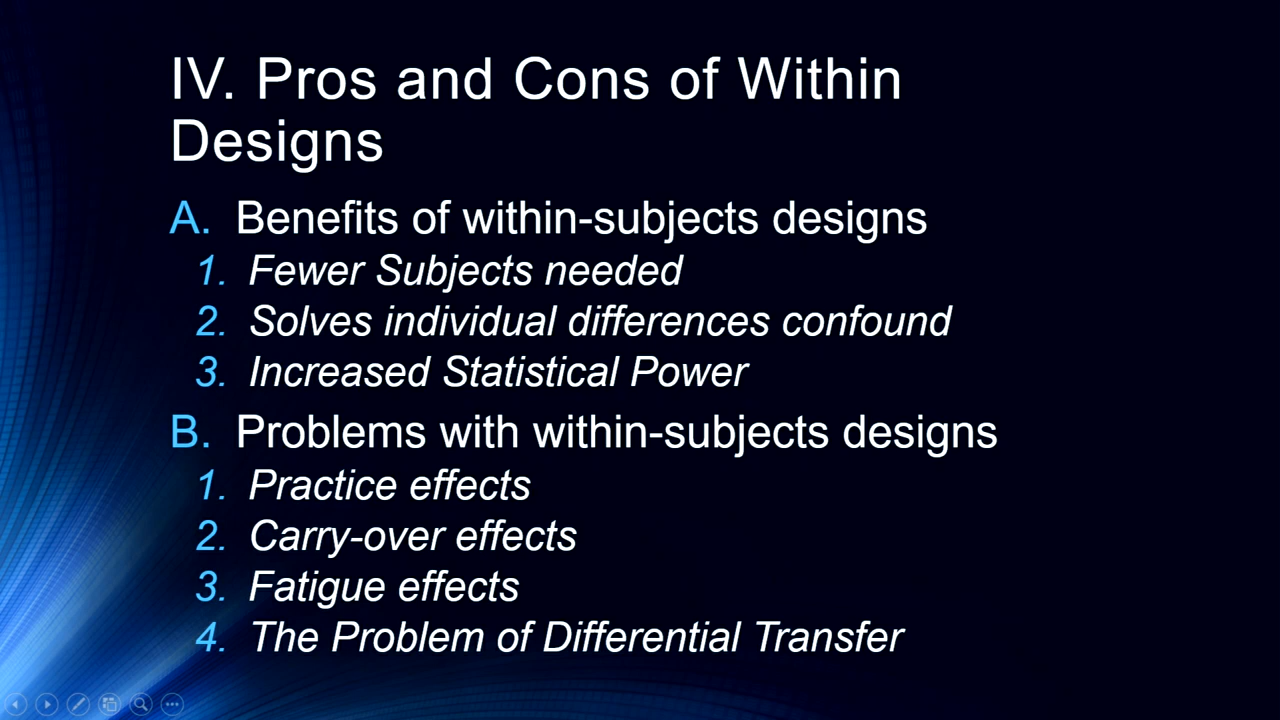 IV. Pros and Cons of Within
Designs
A. Benefits of within-subjects designs
1. Fewer Subjects needed
2. Solves individual differences confound
3. Increased Statistical Power
B. Problems with within-subjects designs
1. Practice effects
2. Carry-over effects
3. Fatigue effects
4. The Problem of Differential Transfer